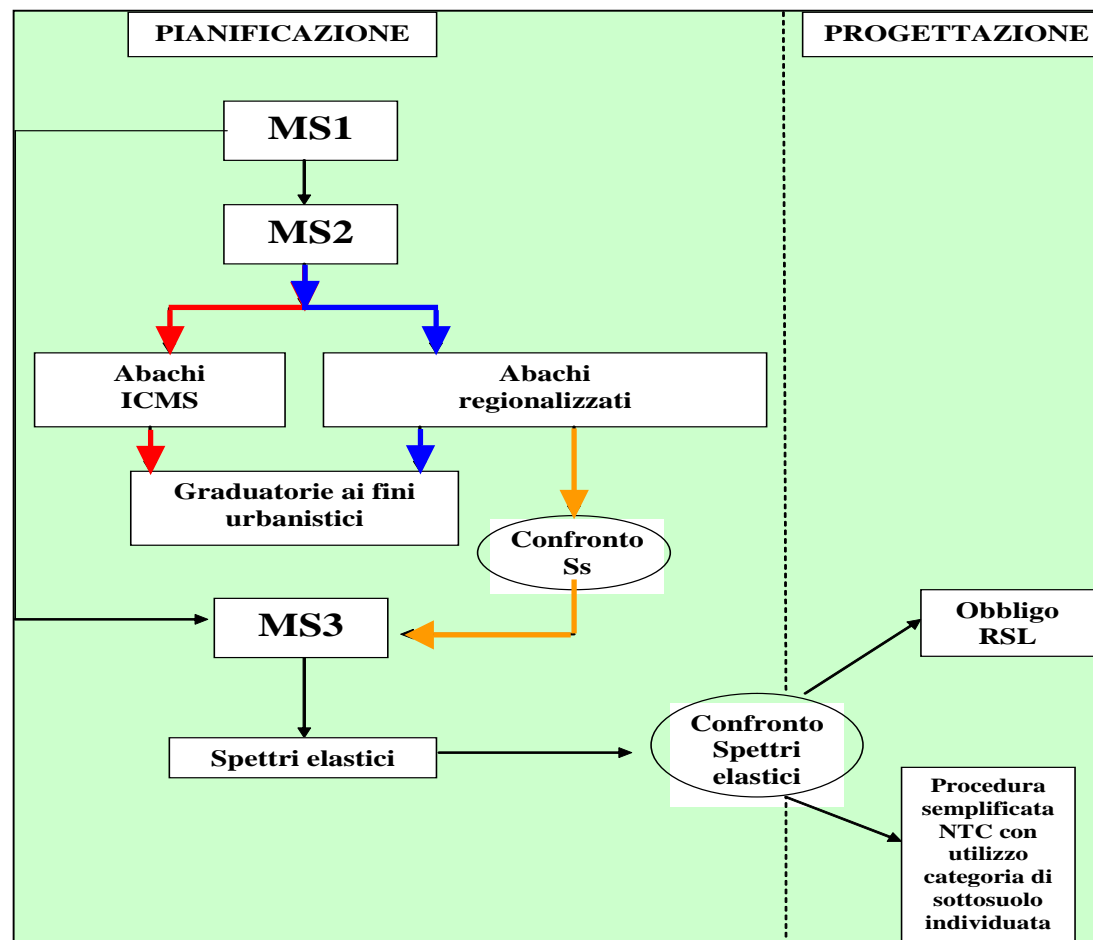 PIANIFICAZIONE
PROGETTAZIONE
MS1
MS2
Abachi
ICMS
Abachi
regionalizzati
Graduatorie ai fini
urbanistici
Confronto
Ss
MS3
Obbligo
RSL
Spettri elastici
Confronto
Spettri
elastici
Procedura
semplificata
NTC con
utilizzo
categoria di
sottosuolo
individuata